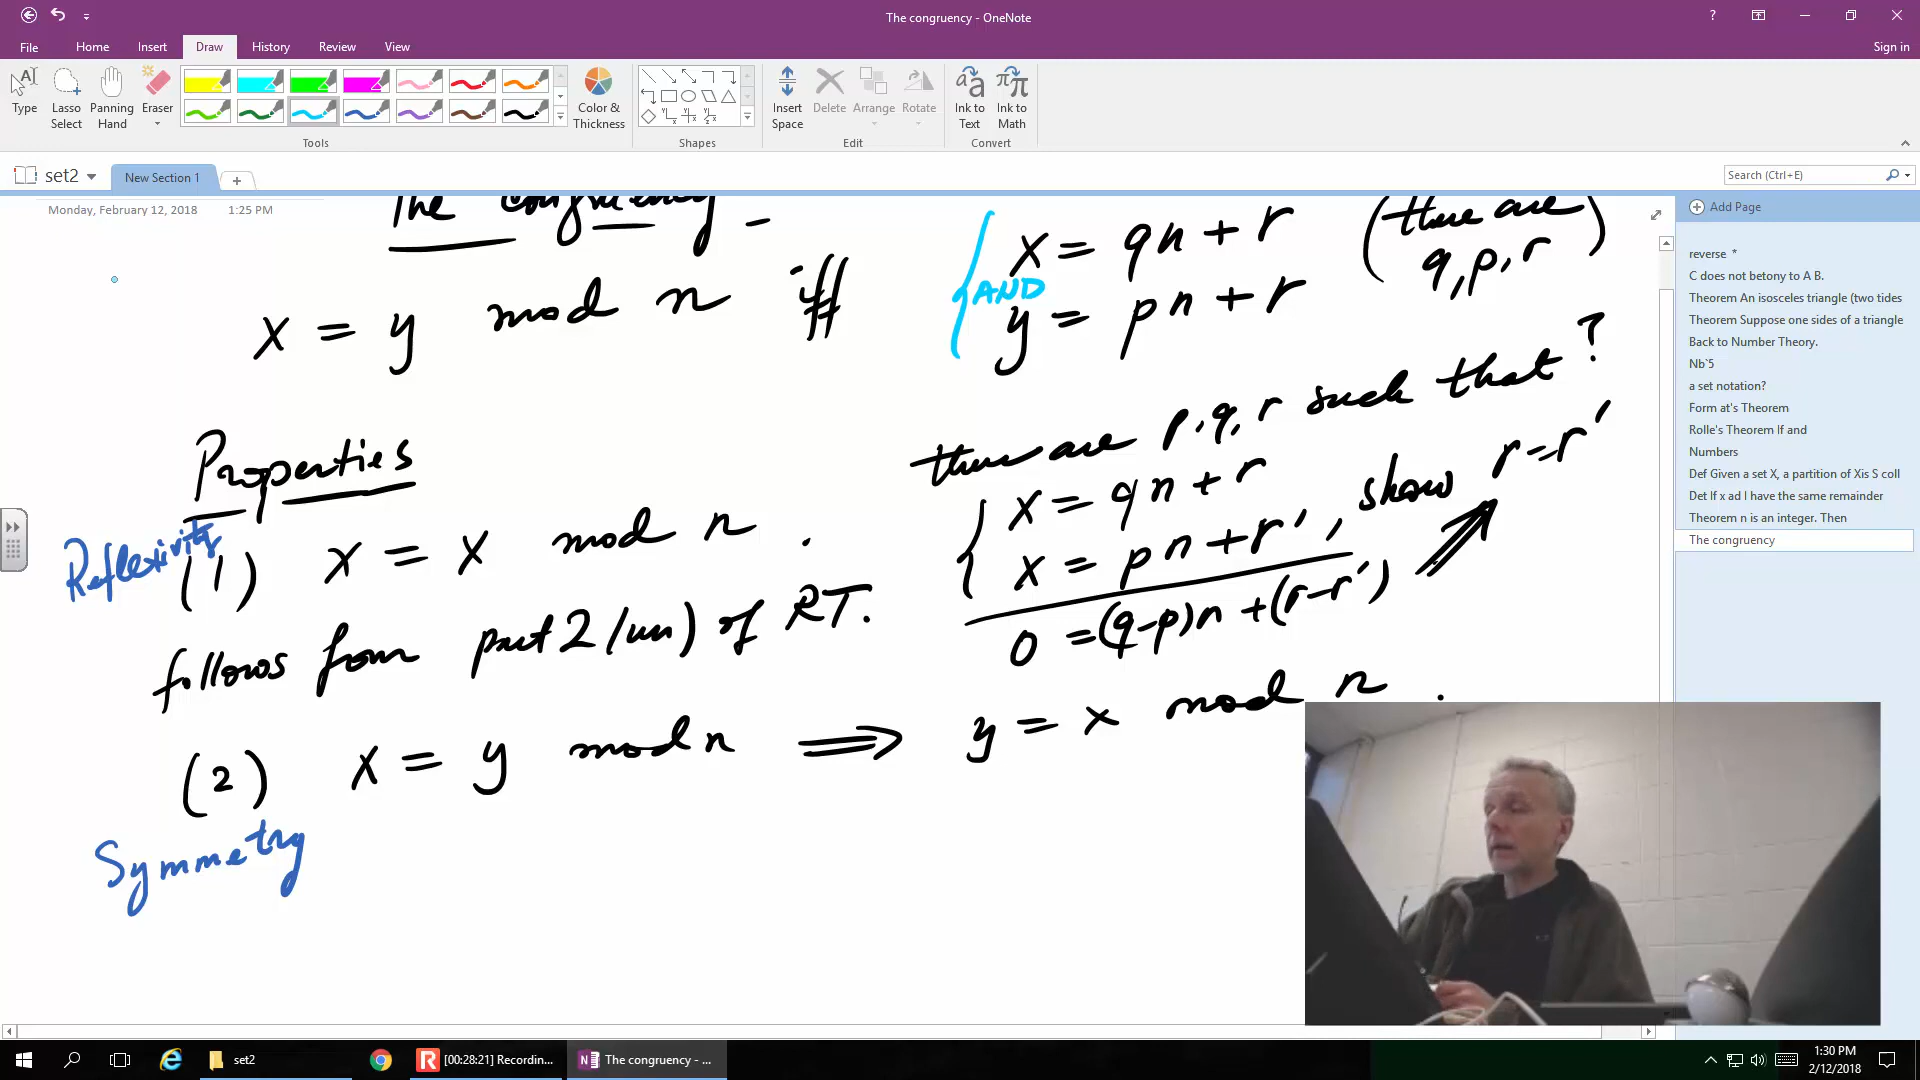 The congruency - OneNote
File Home Insert Draw History Review View
Sign in
Type
Lasso Select
Panning Hand
Eraser
Color & Thickness
Insert Space
Delete
Arrange
Rotate
Ink to Text
Ink to Math
Tools
Shapes
Edit
Convert
set2
New Section 1
Search (Ctrl+E)
Monday, February 12, 2018 1:25 PM
The congruency -
x = y mod n iff
{ x = qn + r
AND
y = pn + r
(there are q, p, r)
Properties
Reflexivity
(1) x = x mod n .
follows from part 2 (un) of RT.
there are p, q, r such that ?
{ x = qn + r
x = pn + r' , show r = r'
0 = (q-p)n + (r-r')
(2) x = y mod n ⟹ y = x mod n .
Symmetry
Add Page
reverse *
C does not betony to A B.
Theorem An isosceles triangle (two tides
Theorem Suppose one sides of a triangle
Back to Number Theory.
Nb`5
a set notation?
Form at's Theorem
Rolle's Theorem If and
Numbers
Def Given a set X, a partition of Xis S coll
Det If x ad I have the same remainder
Theorem n is an integer. Then
The congruency
set2
[00:28:21] Recordin...
The congruency - ...
1:30 PM
2/12/2018